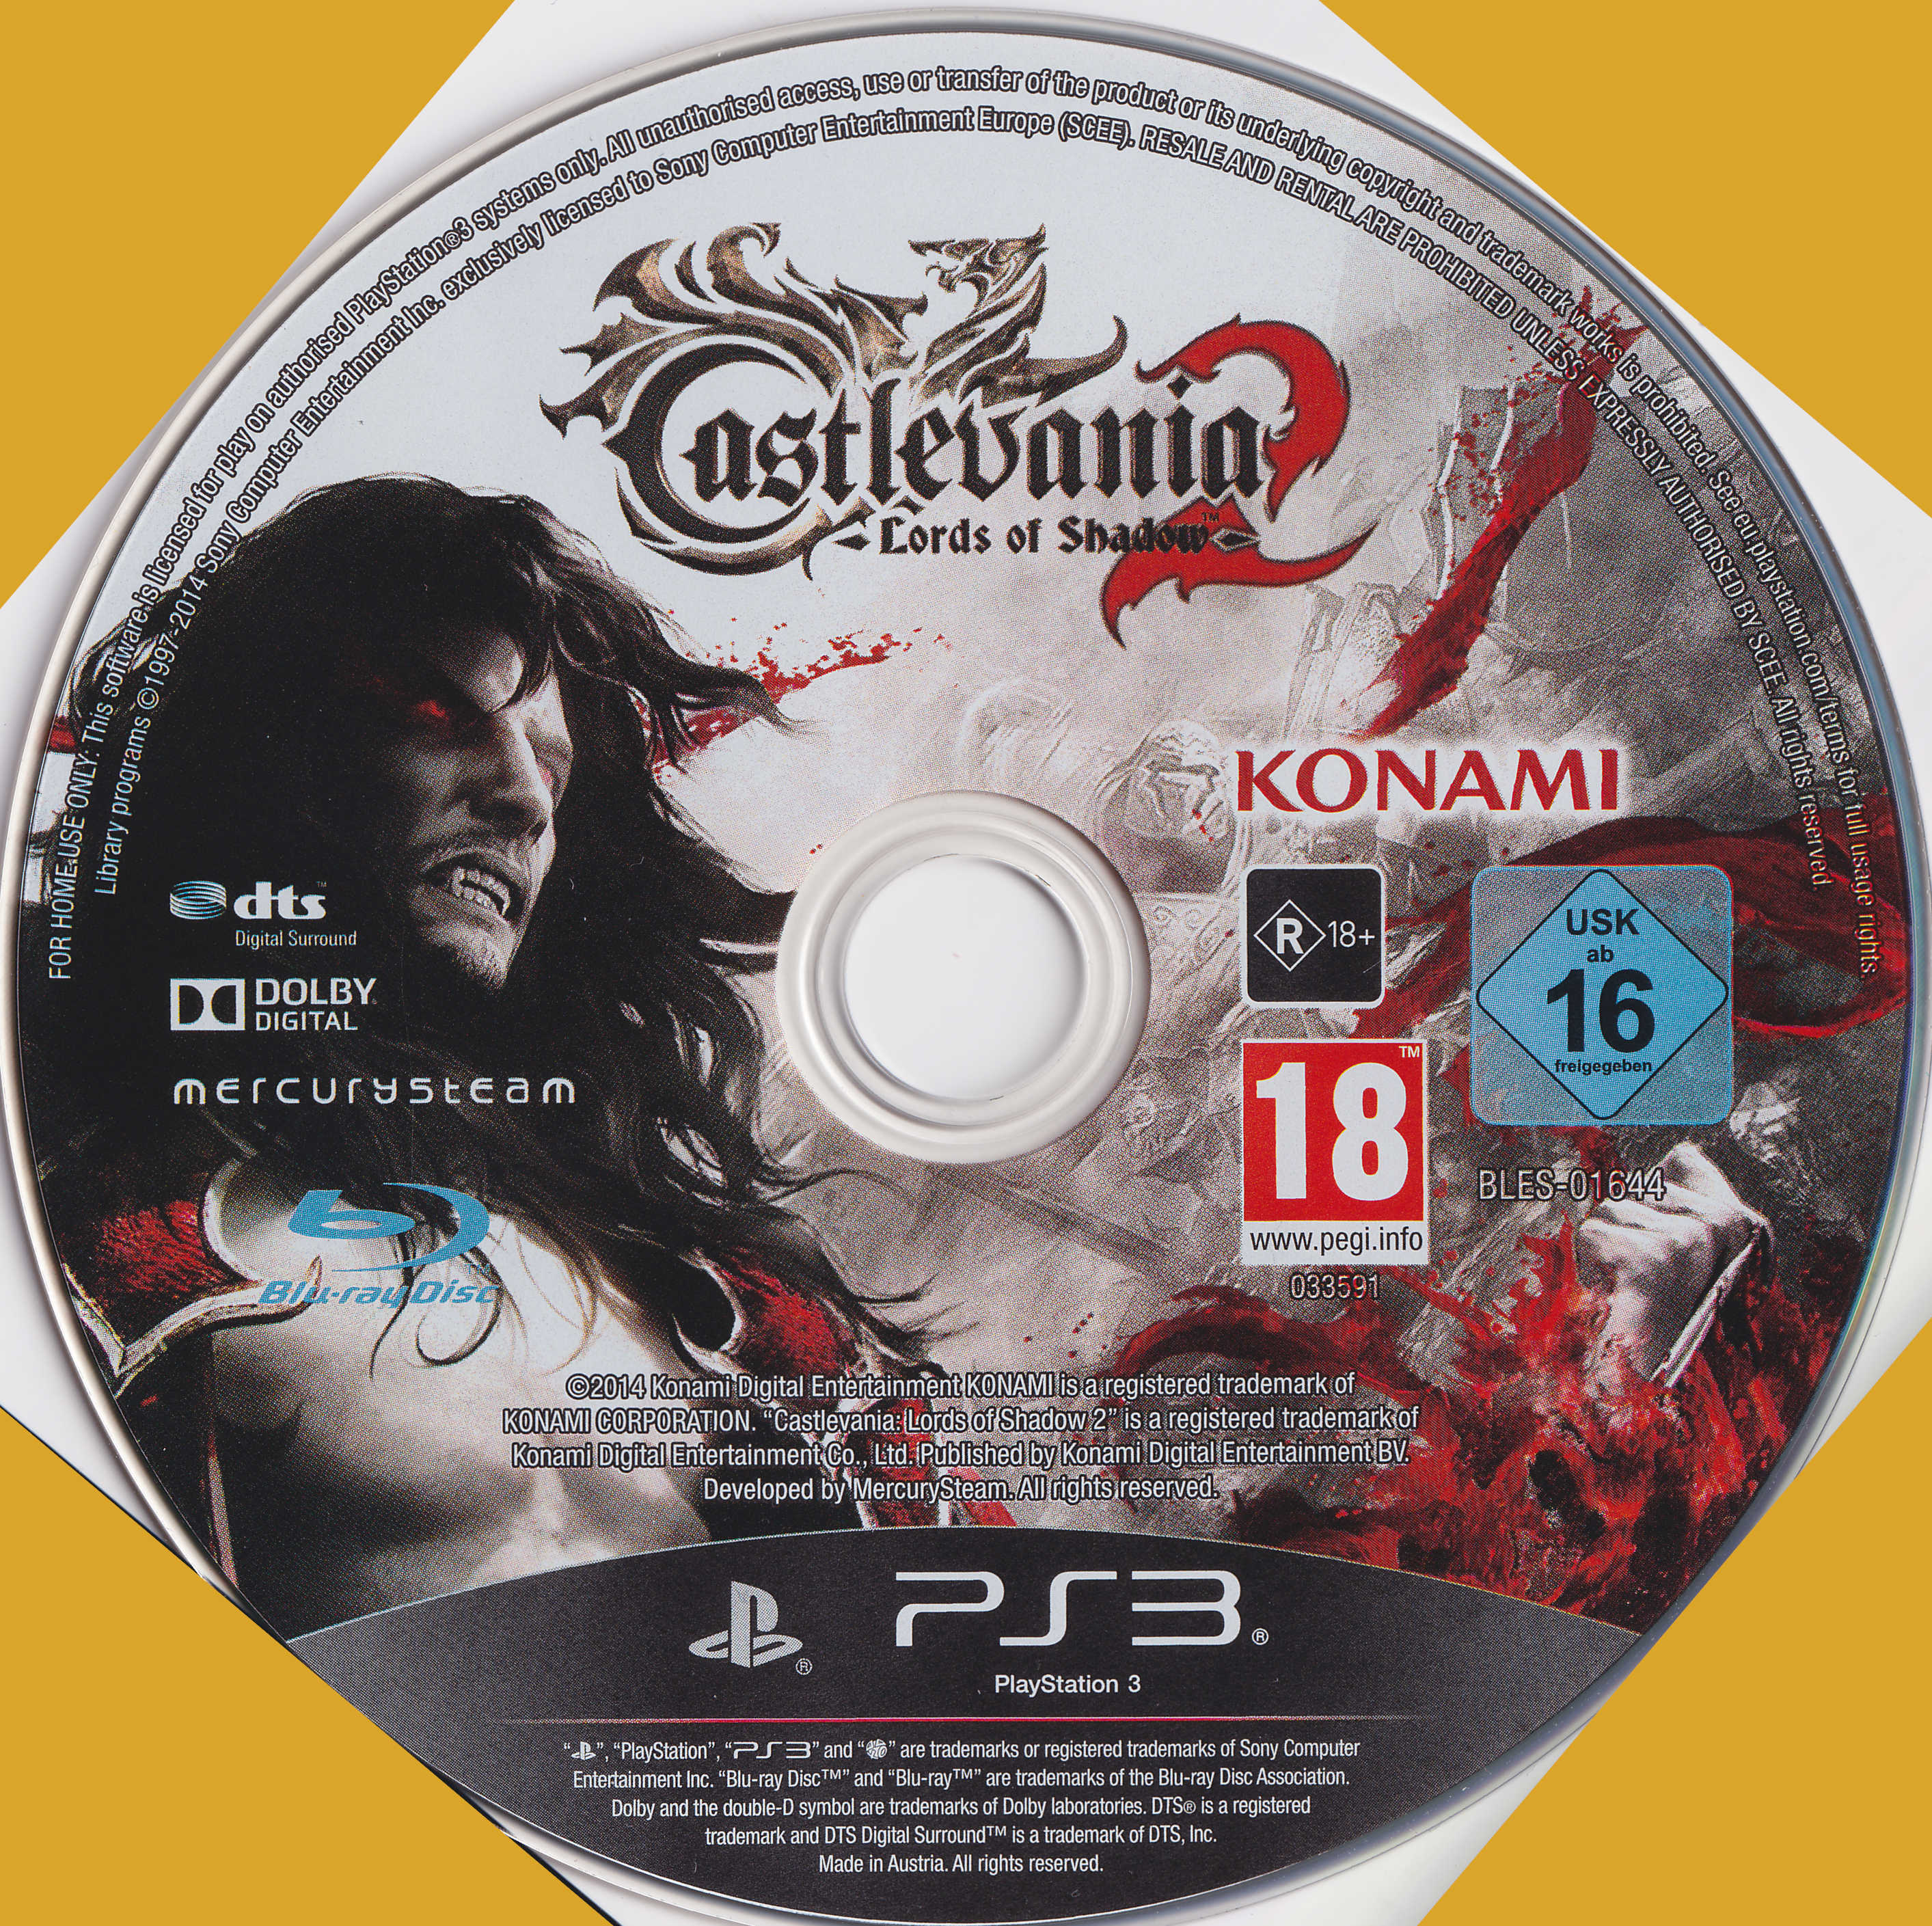 FOR HOME USE ONLY: This software is licensed for play on authorised PlayStation®3 systems only. All unauthorised access, use or transfer of the product or its underlying copyright and trademark works is prohibited. See eu.playstation.com/terms for full usage rights.
Library programs ©1997-2014 Sony Computer Entertainment Inc. exclusively licensed to Sony Computer Entertainment Europe (SCEE). RESALE AND RENTAL ARE PROHIBITED UNLESS EXPRESSLY AUTHORISED BY SCEE. All rights reserved.
Castlevania 2
Lords of Shadow™
KONAMI
dts™
Digital Surround
R 18+
USK
ab
16
freigegeben
DOLBY®
DIGITAL
mercurysteam
18™
www.pegi.info
033591
BLES-01644
Blu-ray Disc™
©2014 Konami Digital Entertainment KONAMI is a registered trademark of
KONAMI CORPORATION. “Castlevania: Lords of Shadow 2” is a registered trademark of
Konami Digital Entertainment Co., Ltd. Published by Konami Digital Entertainment BV.
Developed by MercurySteam. All rights reserved.
PS3®
®
PlayStation 3
“ ”, “PlayStation”, “PS3” and “ ” are trademarks or registered trademarks of Sony Computer
Entertainment Inc. “Blu-ray Disc™” and “Blu-ray™” are trademarks of the Blu-ray Disc Association.
Dolby and the double-D symbol are trademarks of Dolby laboratories. DTS® is a registered
trademark and DTS Digital Surround™ is a trademark of DTS, Inc.
Made in Austria. All rights reserved.